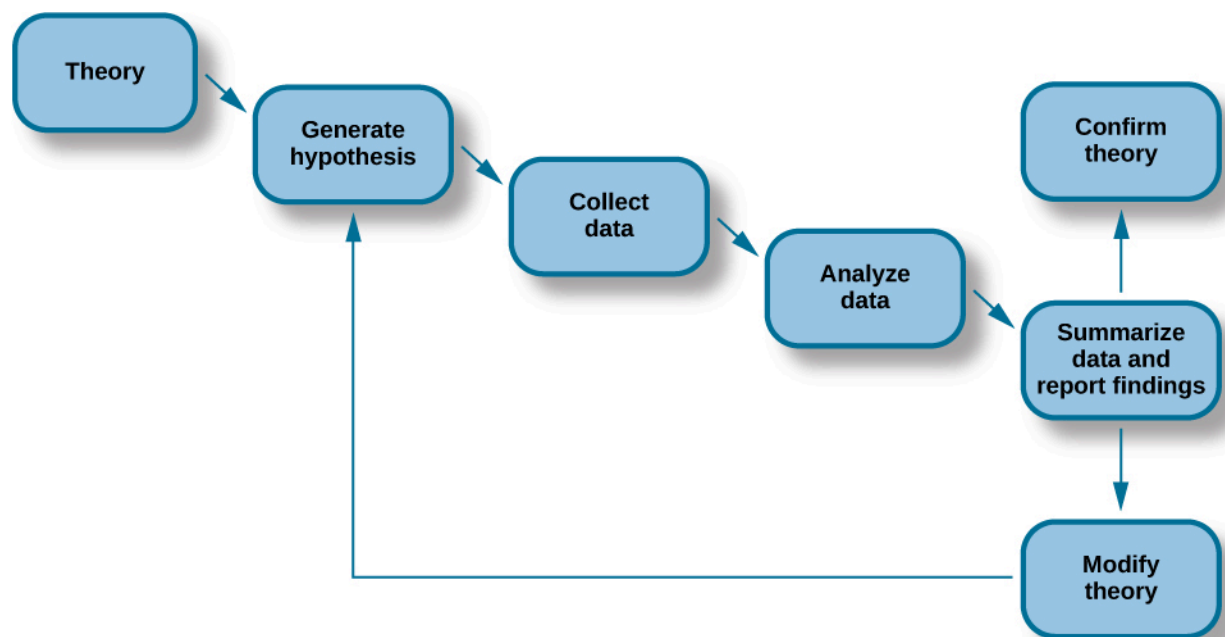 Theory
Generate
hypothesis
Collect
data
Analyze
data
Summarize
data and
report findings
Confirm
theory
Modify
theory